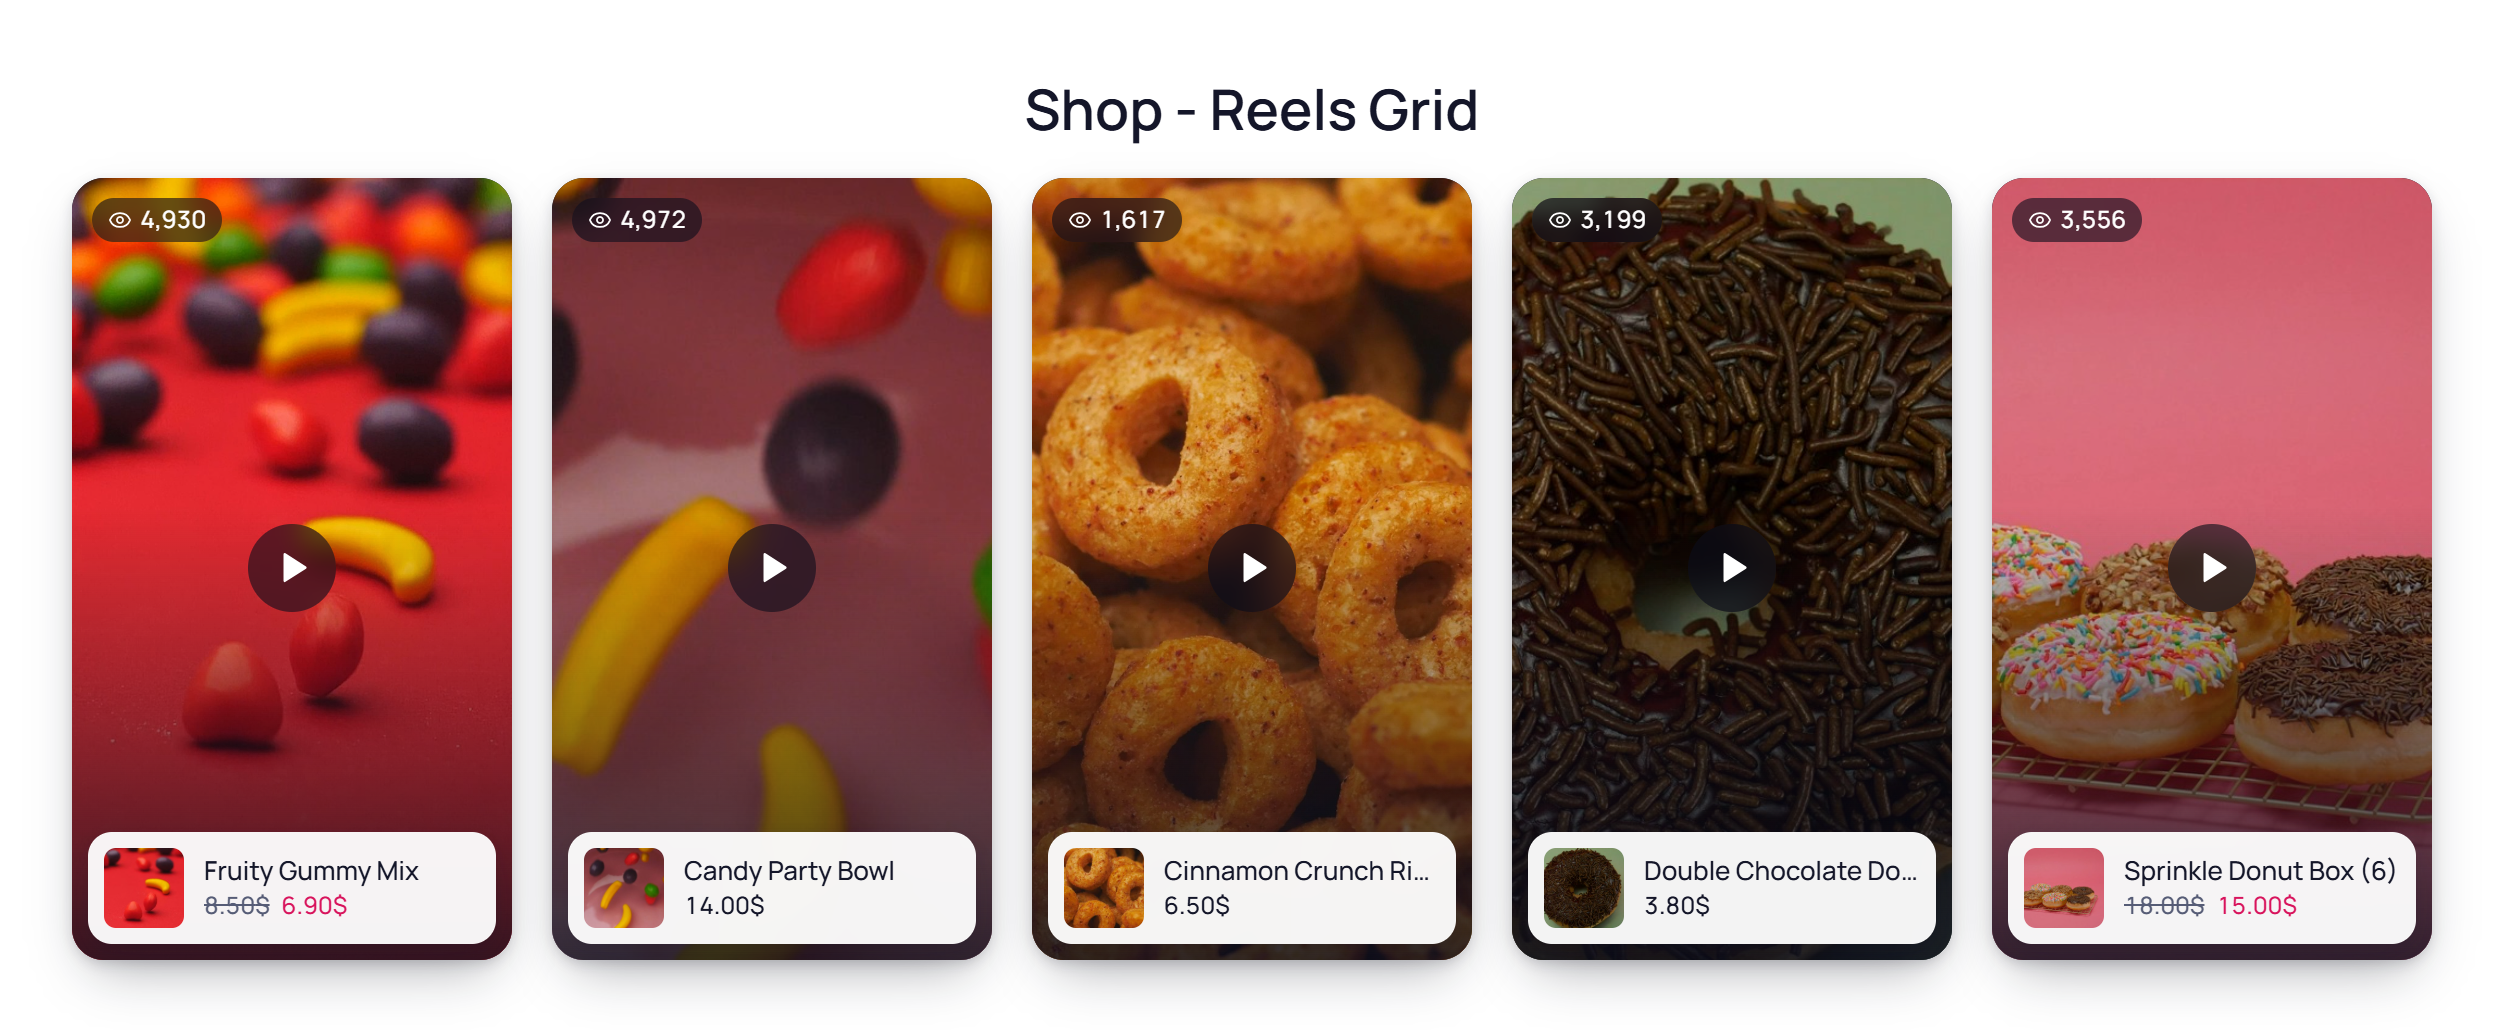 Shop - Reels Grid
4,930
4,972
1,617
3,199
3,556
Fruity Gummy Mix
8.50$ 6.90$
Candy Party Bowl
14.00$
Cinnamon Crunch Ri...
6.50$
Double Chocolate Do...
3.80$
Sprinkle Donut Box (6)
18.00$ 15.00$